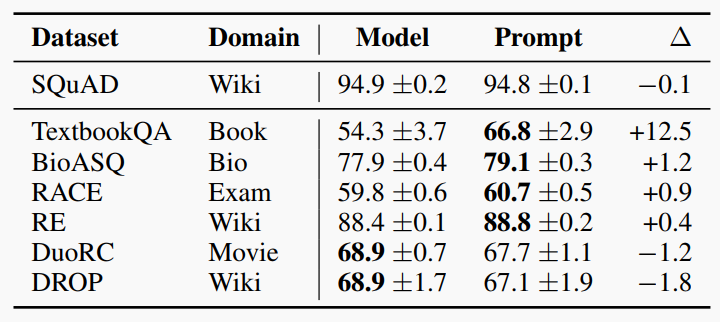 Dataset Domain Model Prompt Δ
SQuAD Wiki 94.9 ±0.2 94.8 ±0.1 −0.1
TextbookQA Book 54.3 ±3.7 66.8 ±2.9 +12.5
BioASQ Bio 77.9 ±0.4 79.1 ±0.3 +1.2
RACE Exam 59.8 ±0.6 60.7 ±0.5 +0.9
RE Wiki 88.4 ±0.1 88.8 ±0.2 +0.4
DuoRC Movie 68.9 ±0.7 67.7 ±1.1 −1.2
DROP Wiki 68.9 ±1.7 67.1 ±1.9 −1.8